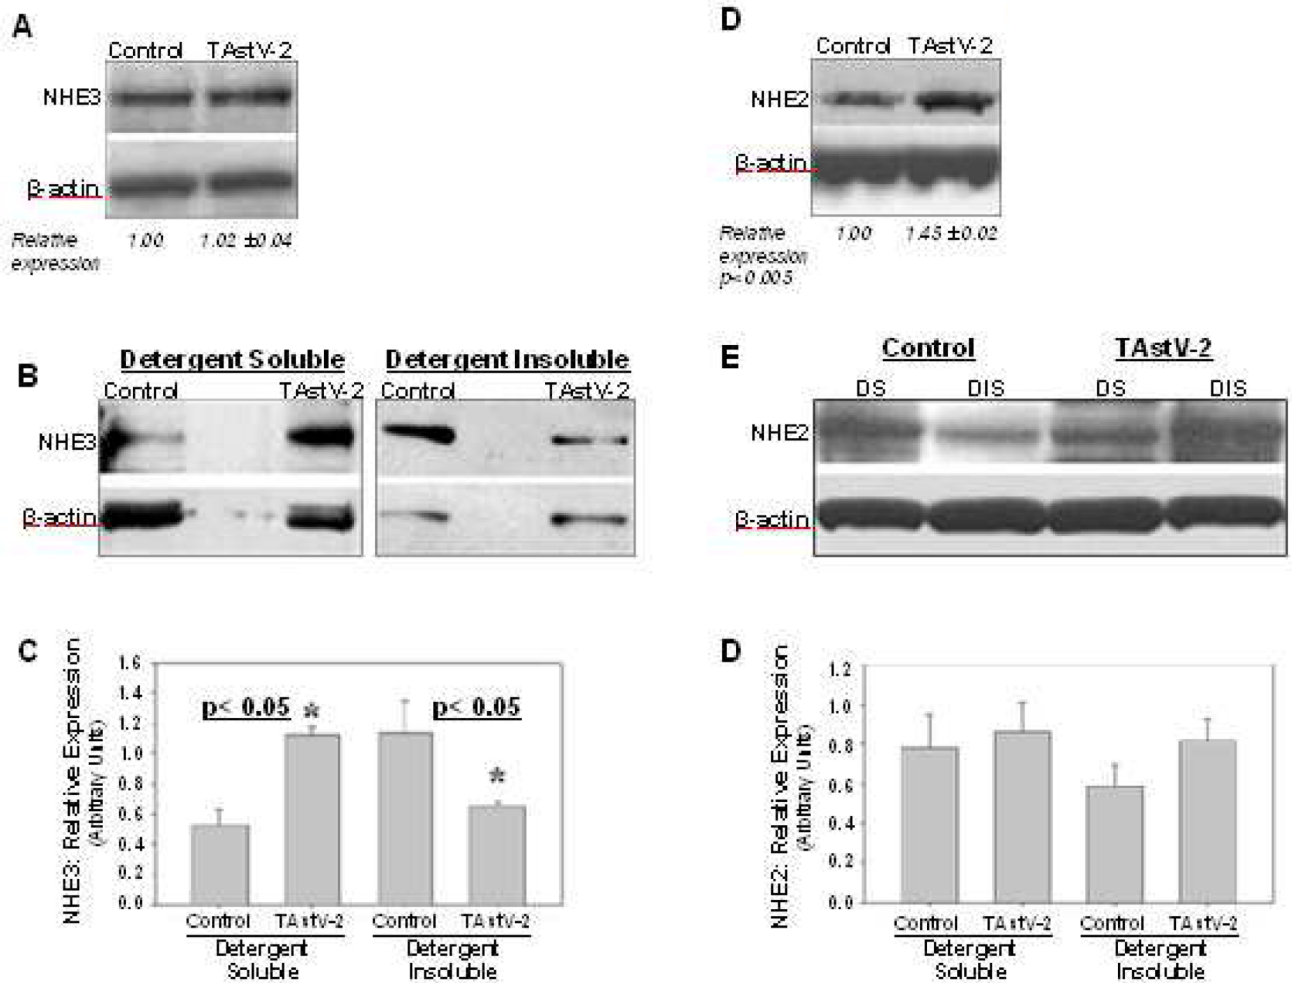 A
Control TAstV-2
NHE3
β-actin
Relative expression 1.00 1.02 ±0.04
D
Control TAstV-2
NHE2
β-actin
Relative expression 1.00 1.45 ±0.02
p<0.005
B
Detergent Soluble Detergent Insoluble
Control TAstV-2 Control TAstV-2
NHE3
β-actin
E
Control TAstV-2
DS DIS DS DIS
NHE2
β-actin
C
NHE3: Relative Expression
(Arbitrary Units)
1.6
1.4
1.2
1.0
0.8
0.6
0.4
0.2
0.0
p< 0.05 * p< 0.05
*
Control TAstV-2 Control TAstV-2
Detergent Soluble Detergent Insoluble
D
NHE2: Relative Expression
(Arbitrary Units)
1.2
1.0
0.8
0.6
0.4
0.2
0.0
Control TAstV-2 Control TAstV-2
Detergent Soluble Detergent Insoluble